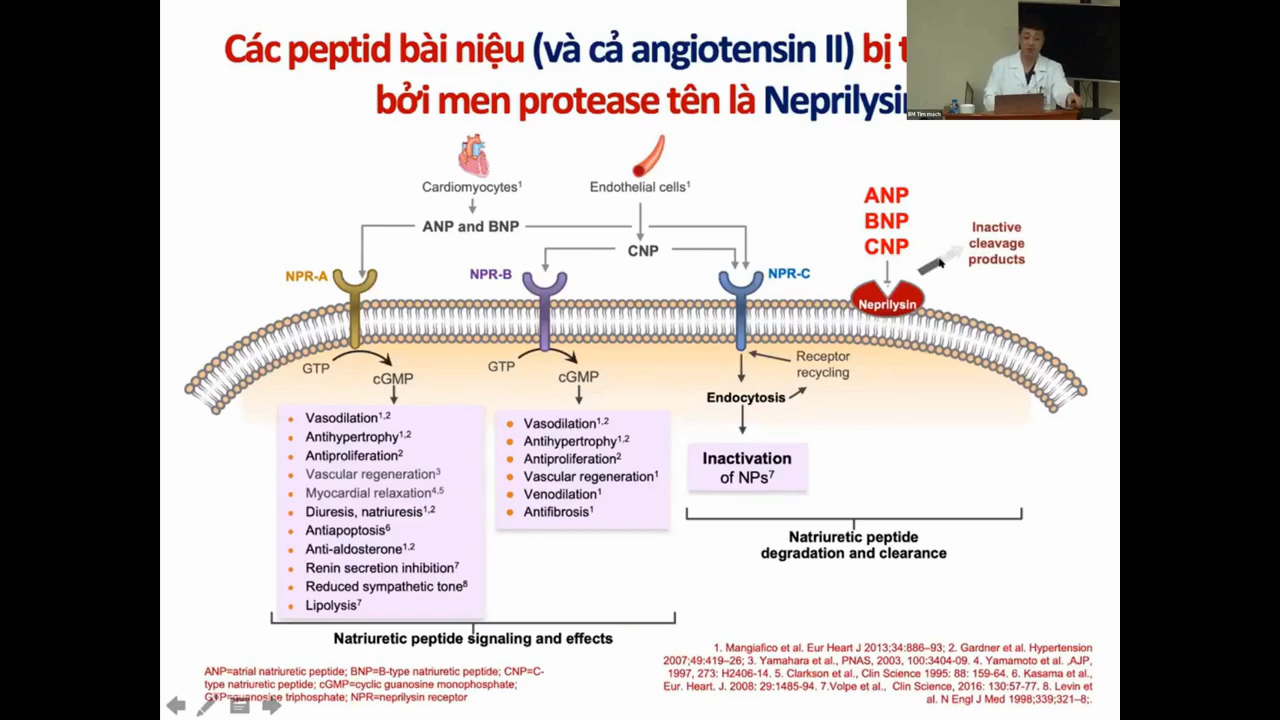 Các peptid bài niệu (và cả angiotensin II) bị
bởi men protease tên là Neprilysin
BM Tim mạch
Cardiomyocytes1
Endothelial cells1
ANP
BNP
CNP
Inactive
cleavage
products
ANP and BNP
CNP
NPR-A
NPR-B
NPR-C
Neprilysin
GTP
cGMP
GTP
cGMP
Receptor
recycling
Endocytosis
• Vasodilation1,2
• Antihypertrophy1,2
• Antiproliferation2
• Vascular regeneration3
• Myocardial relaxation4,5
• Diuresis, natriuresis1,2
• Antiapoptosis6
• Anti-aldosterone1,2
• Renin secretion inhibition7
• Reduced sympathetic tone8
• Lipolysis7
• Vasodilation1,2
• Antihypertrophy1,2
• Antiproliferation2
• Vascular regeneration1
• Venodilation1
• Antifibrosis1
Inactivation
of NPs7
Natriuretic peptide
degradation and clearance
Natriuretic peptide signaling and effects
1. Mangiafico et al. Eur Heart J 2013;34:886–93; 2. Gardner et al. Hypertension
2007;49:419–26; 3. Yamahara et al., PNAS, 2003, 100:3404-09. 4. Yamamoto et al. ,AJP,
1997, 273: H2406-14. 5. Clarkson et al., Clin Science 1995: 88: 159-64. 6. Kasama et al.,
Eur. Heart. J. 2008: 29:1485-94. 7.Volpe et al., Clin Science, 2016: 130:57-77. 8. Levin et
al. N Engl J Med 1998;339;321–8;.
ANP=atrial natriuretic peptide; BNP=B-type natriuretic peptide; CNP=C-
type natriuretic peptide; cGMP=cyclic guanosine monophosphate;
GTP=guanosine triphosphate; NPR=neprilysin receptor